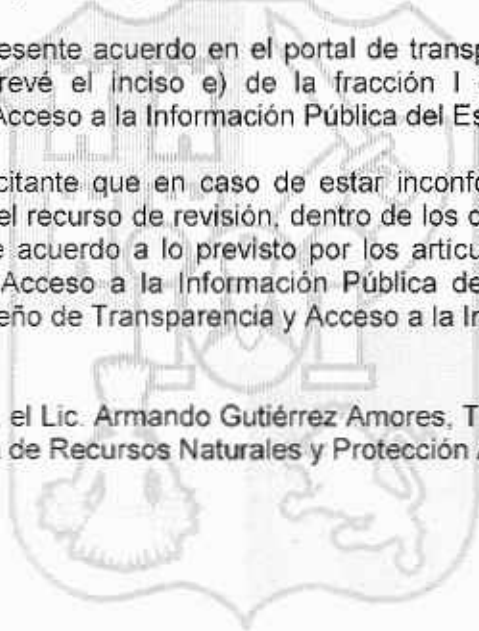 esente acuerdo en el portal de transp
revé el inciso e) de la fracción I
Acceso a la Información Pública del Es
citante que en caso de estar inconfo
el recurso de revisión, dentro de los
e acuerdo a lo previsto por los artícu
Acceso a la Información Pública de
eño de Transparencia y Acceso a la In
el Lic. Armando Gutiérrez Amores, T
de Recursos Naturales y Protección